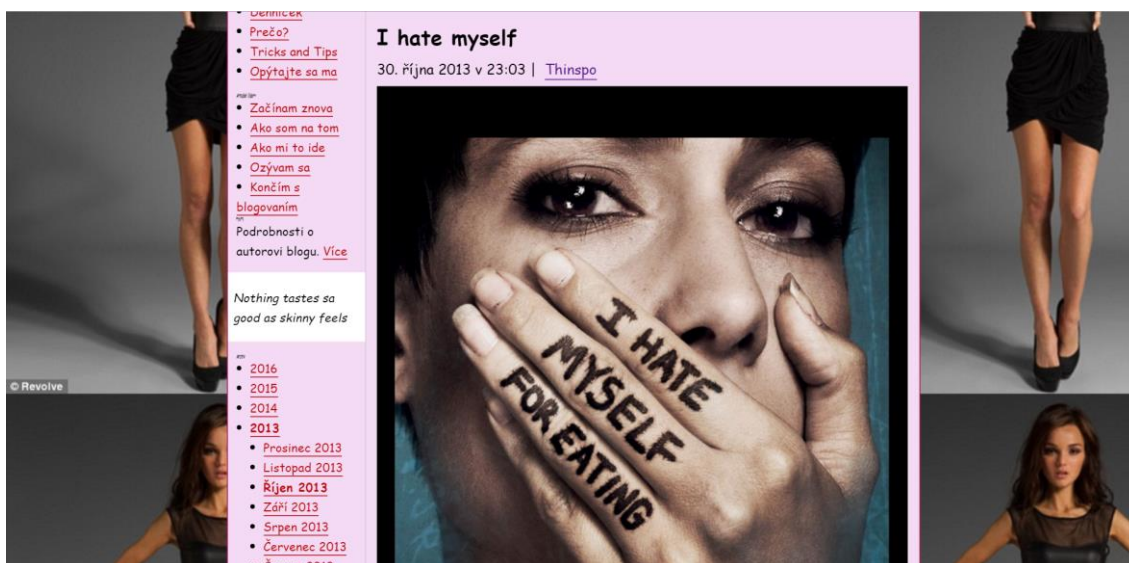 Denníček
Prečo?
Tricks and Tips
Opýtajte sa ma
Začínam znova
Ako som na tom
Ako mi to ide
Ozývam sa
Končím s
blogovaním
Podrobnosti o
autorovi blogu. Více
Nothing tastes sa
good as skinny feels
2016
2015
2014
2013
Prosinec 2013
Listopad 2013
Říjen 2013
Září 2013
Srpen 2013
Červenec 2013
I hate myself
30. října 2013 v 23:03 | Thinspo
I HATE
MYSELF
FOR EATING
© Revolve